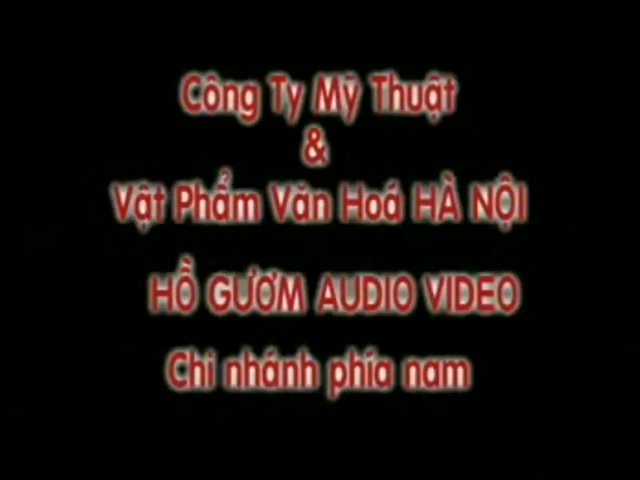 Công Ty Mỹ Thuật
&
Vật Phẩm Văn Hoá HÀ NỘI
HỒ GƯƠM AUDIO VIDEO
Chi nhánh phía nam